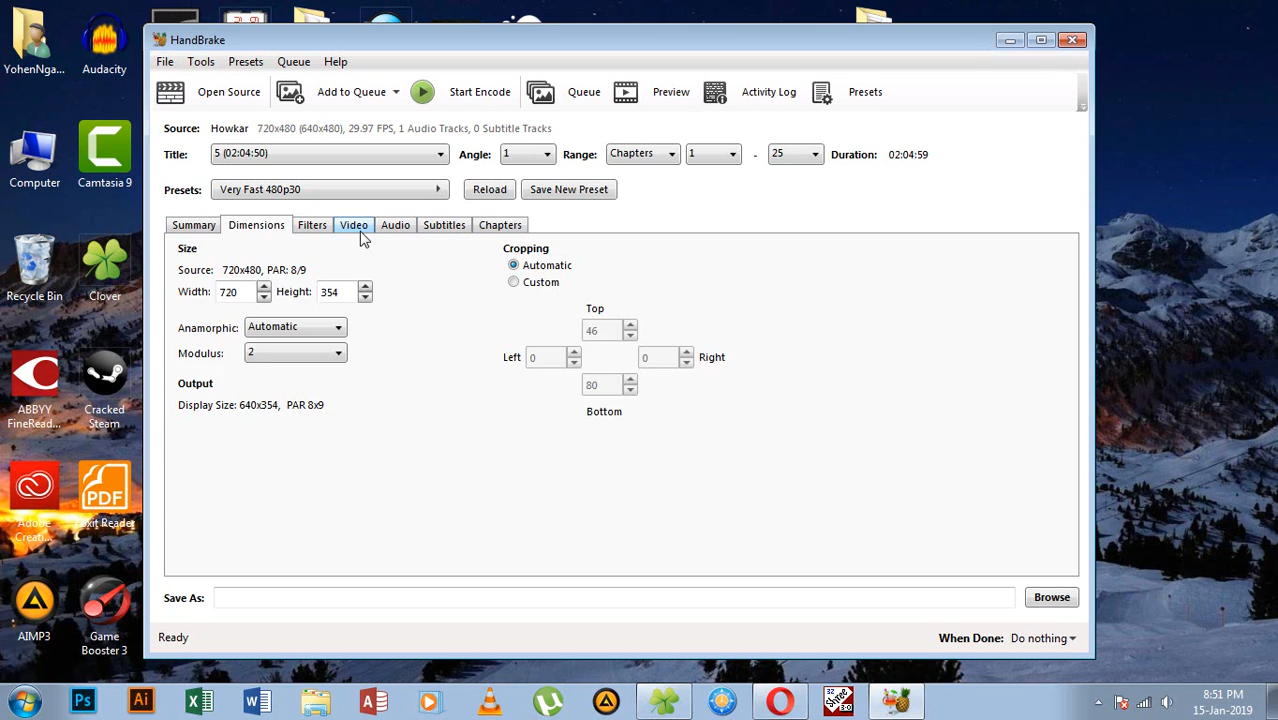 HandBrake
File Tools Presets Queue Help
Open Source Add to Queue Start Encode Queue Preview Activity Log Presets
Source: Howkar 720x480 (640x480), 29.97 FPS, 1 Audio Tracks, 0 Subtitle Tracks
Title: 5 (02:04:50) Angle: 1 Range: Chapters 1 - 25 Duration: 02:04:59
Presets: Very Fast 480p30 Reload Save New Preset
Summary Dimensions Filters Video Audio Subtitles Chapters
Size
Source: 720x480, PAR: 8/9
Width: 720 Height: 354
Anamorphic: Automatic
Modulus: 2
Output
Display Size: 640x354, PAR 8x9
Cropping
Automatic
Custom
Top
46
Left 0 0 Right
80
Bottom
Save As: Browse
Ready When Done: Do nothing
YohenNga...
Audacity
Computer
Camtasia 9
Recycle Bin
Clover
ABBYY
FineRead...
Cracked
Steam
Adobe
Creati...
PDF
Foxit Reader
AIMP3
Game
Booster 3
Ps
Ai
8:51 PM
15-Jan-2019